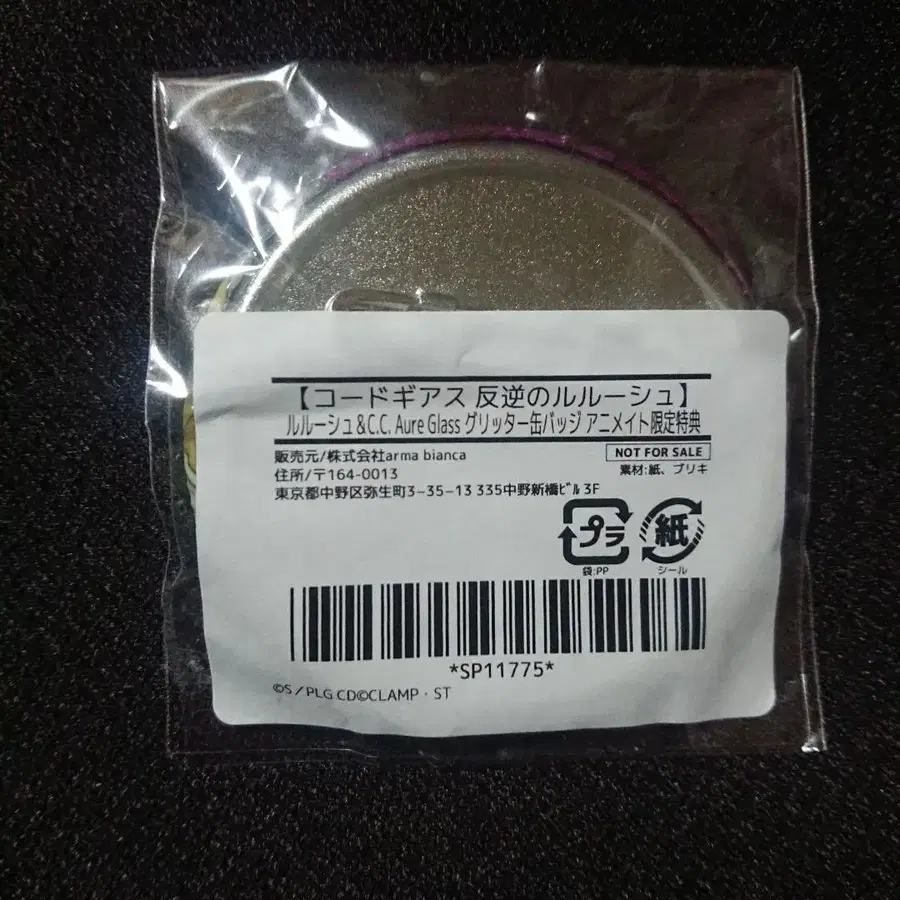 【コードギアス 反逆のルルーシュ】
ルルーシュ&C.C. Aure Glass グリッター缶バッジ アニメイト限定特典
販売元/株式会社arma bianca
NOT FOR SALE
住所/〒164-0013
素材:紙、ブリキ
東京都中野区弥生町3-35-13 335中野新橋ﾋﾞﾙ 3F
プラ
紙
袋:PP
シール
*SP11775*
©S/PLG CD©CLAMP・ST